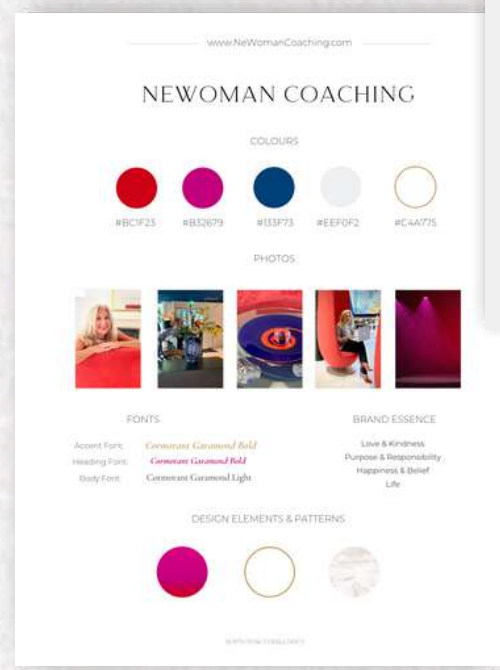 www.NeWomanCoaching.com
NEWOMAN COACHING
COLOURS
#BC1F23 #B32679 #133F73 #EEF0F2 #C4A775
PHOTOS
FONTS
Accent Font: Cormorant Garamond Bold
Heading Font: Cormorant Garamond Bold
Body Font: Cormorant Garamond Light
BRAND ESSENCE
Love & Kindness
Purpose & Responsibility
Happiness & Belief
Life
DESIGN ELEMENTS & PATTERNS